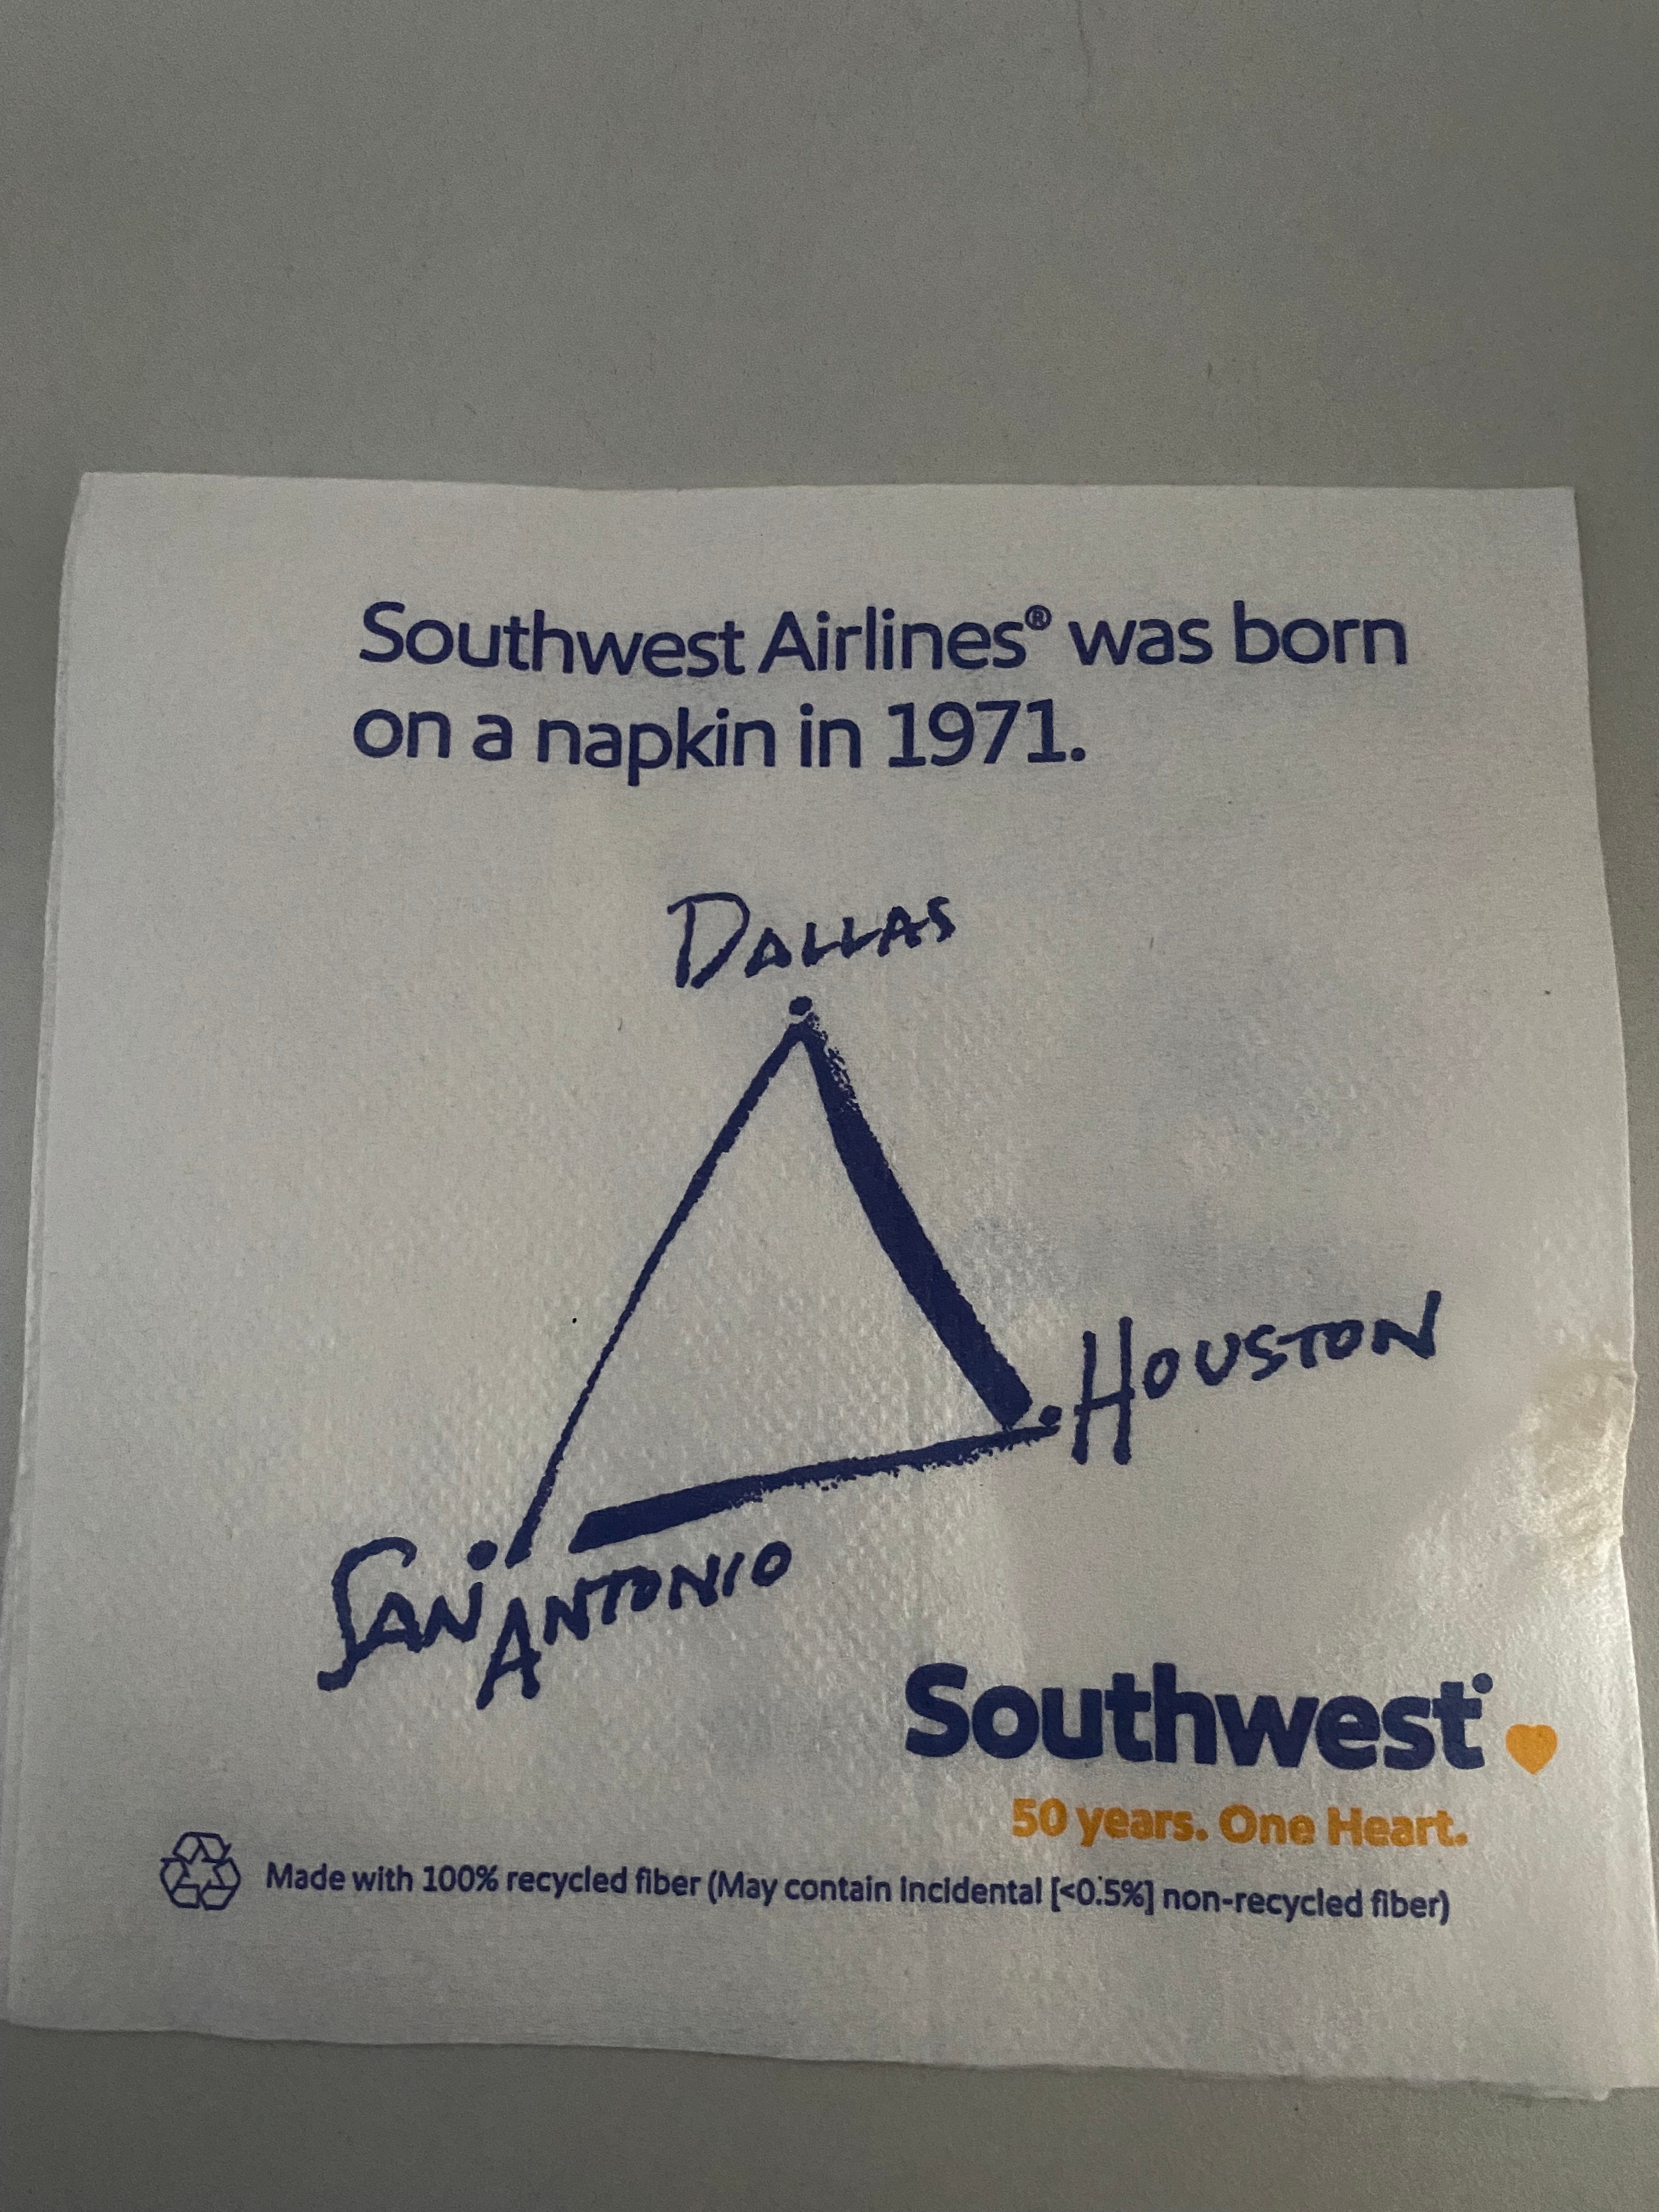 Southwest Airlines® was born
on a napkin in 1971.
DALLAS
HOUSTON
SAN ANTONIO
Southwest
50 years. One Heart.
Made with 100% recycled fiber (May contain incidental [<0.5%] non-recycled fiber)